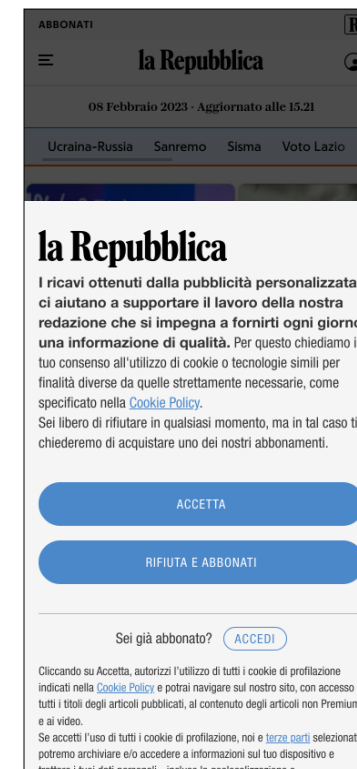 ABBONATI
la Repubblica
08 Febbraio 2023 - Aggiornato alle 15.21
Ucraina-Russia Sanremo Sisma Voto Lazio
la Repubblica
I ricavi ottenuti dalla pubblicità personalizzata
ci aiutano a supportare il lavoro della nostra
redazione che si impegna a fornirti ogni giorno
una informazione di qualità. Per questo chiediamo i
tuo consenso all'utilizzo di cookie o tecnologie simili per
finalità diverse da quelle strettamente necessarie, come
specificato nella Cookie Policy.
Sei libero di rifiutare in qualsiasi momento, ma in tal caso ti
chiederemo di acquistare uno dei nostri abbonamenti.
ACCETTA
RIFIUTA E ABBONATI
Sei già abbonato? ACCEDI
Cliccando su Accetta, autorizzi l'utilizzo di tutti i cookie di profilazione
indicati nella Cookie Policy e potrai navigare sul nostro sito, con accesso
tutti i titoli degli articoli pubblicati, al contenuto degli articoli non Premium
e ai video.
Se accetti l'uso di tutti i cookie di profilazione, noi e terze parti selezionat
potremo archiviare e/o accedere a informazioni sul tuo dispositivo e